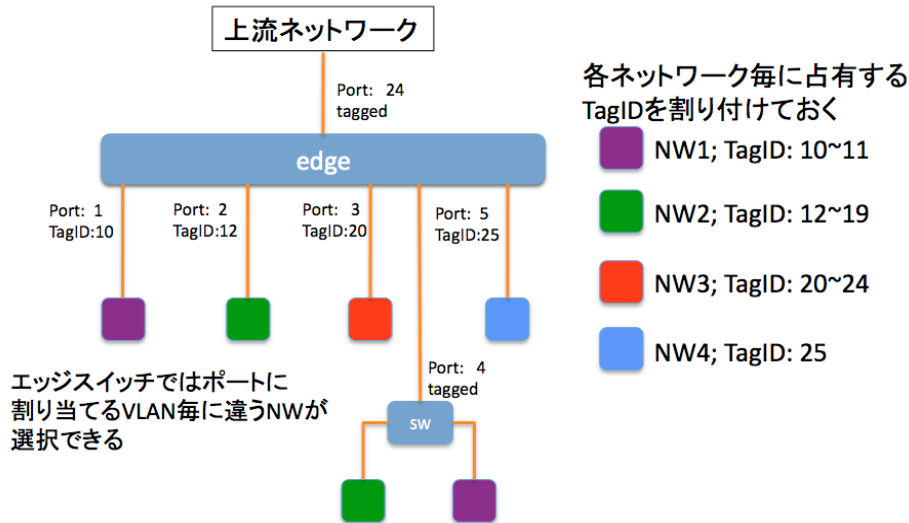 上流ネットワーク
Port: 24
tagged
edge
Port: 1
TagID:10
Port: 2
TagID:12
Port: 3
TagID:20
Port: 5
TagID:25
Port: 4
tagged
sw
エッジスイッチではポートに
割り当てるVLAN毎に違うNWが
選択できる
各ネットワーク毎に占有する
TagIDを割り付けておく
NW1; TagID: 10~11
NW2; TagID: 12~19
NW3; TagID: 20~24
NW4; TagID: 25